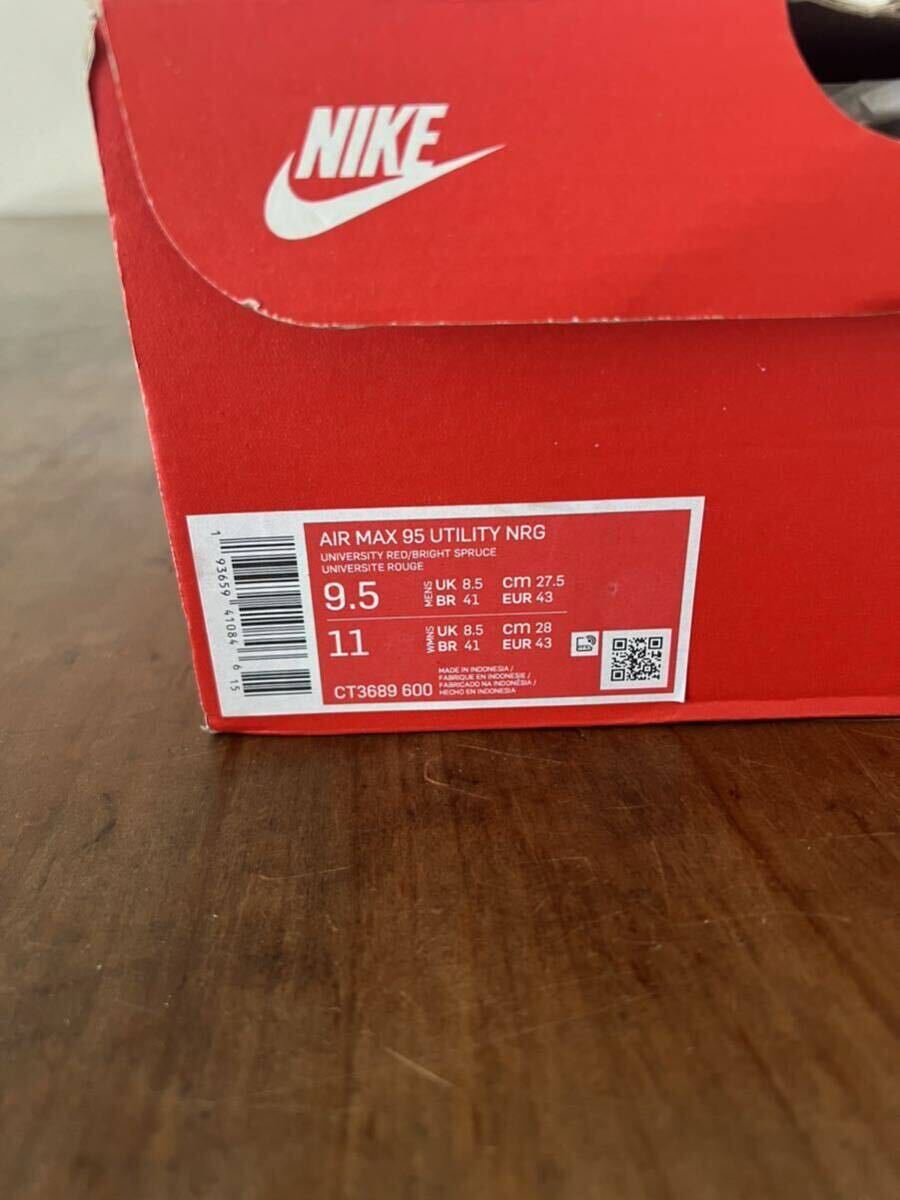 NIKE
AIR MAX 95 UTILITY NRG
UNIVERSITY RED/BRIGHT SPRUCE
UNIVERSITE ROUGE
9.5 MENS UK 8.5 CM 27.5
BR 41 EUR 43
11 WMNS UK 8.5 CM 28
BR 41 EUR 43
CT3689 600
MADE IN INDONESIA /
FABRIQUE EN INDONESIE /
FABRICADO NA INDONÉSIA /
HECHO EN INDONESIA
1 93659 41084 6 15